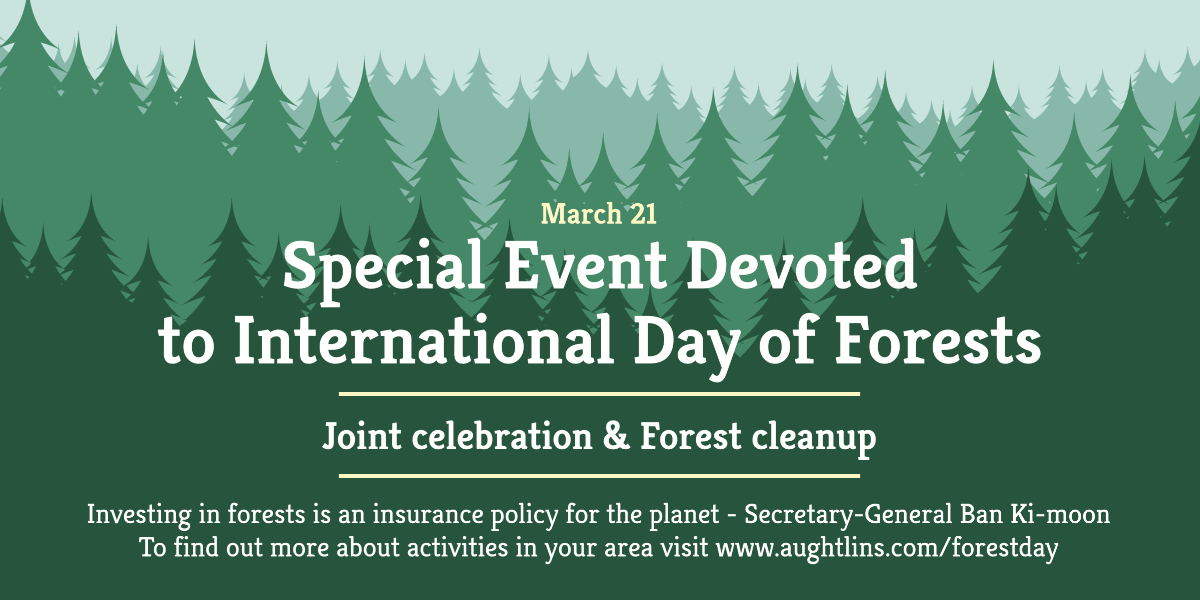 March 21
Special Event Devoted
to International Day of Forests
Joint celebration & Forest cleanup
Investing in forests is an insurance policy for the planet - Secretary-General Ban Ki-moon
To find out more about activities in your area visit www.aughtlins.com/forestday